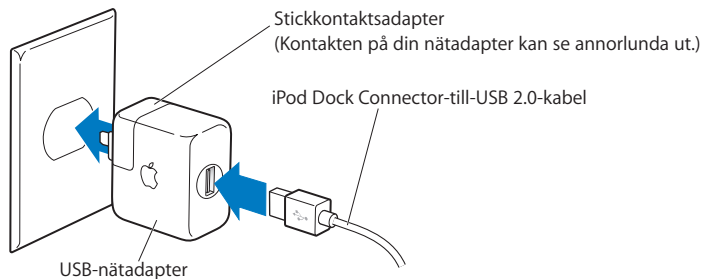 Stickkontaktsadapter
(Kontakten på din nätadapter kan se annorlunda ut.)
iPod Dock Connector-till-USB 2.0-kabel
USB-nätadapter